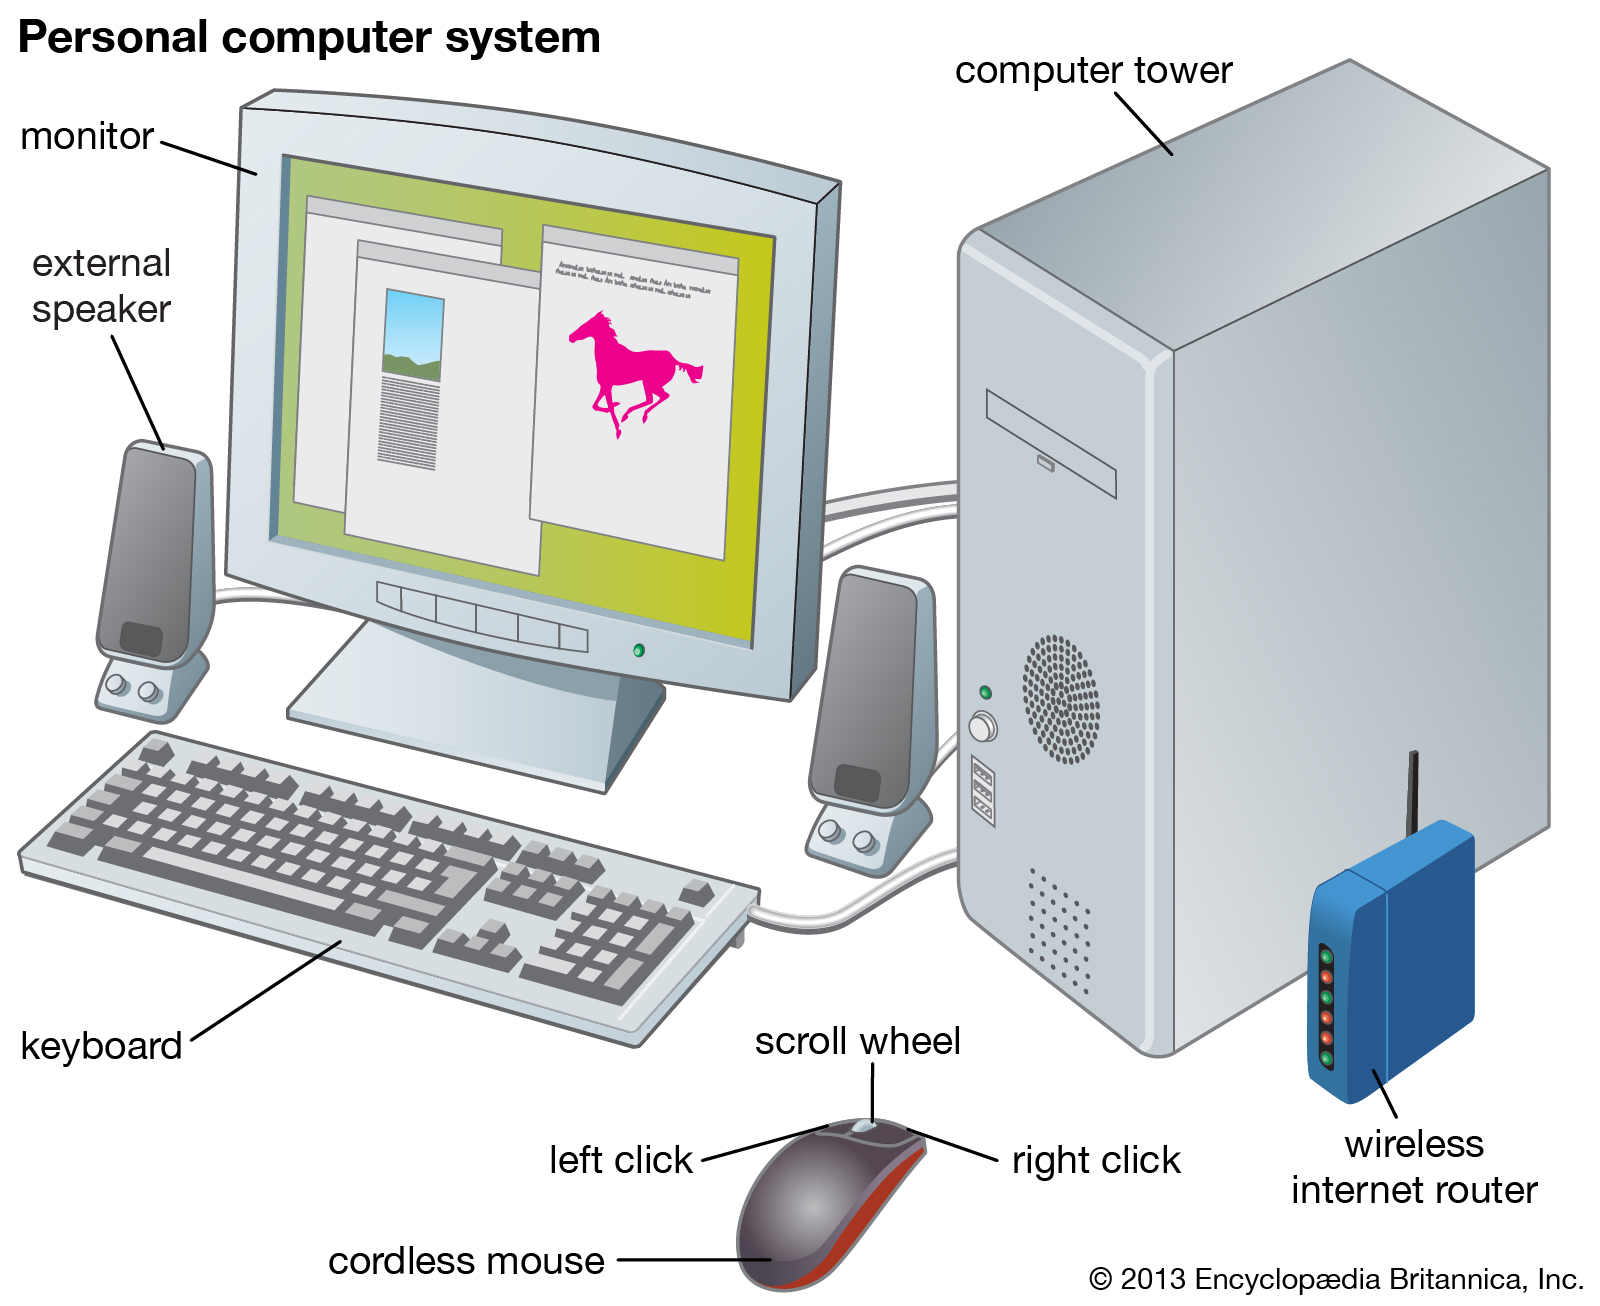 Personal computer system
computer tower
monitor
external
speaker
keyboard
scroll wheel
left click
right click
wireless
internet router
cordless mouse
© 2013 Encyclopædia Britannica, Inc.